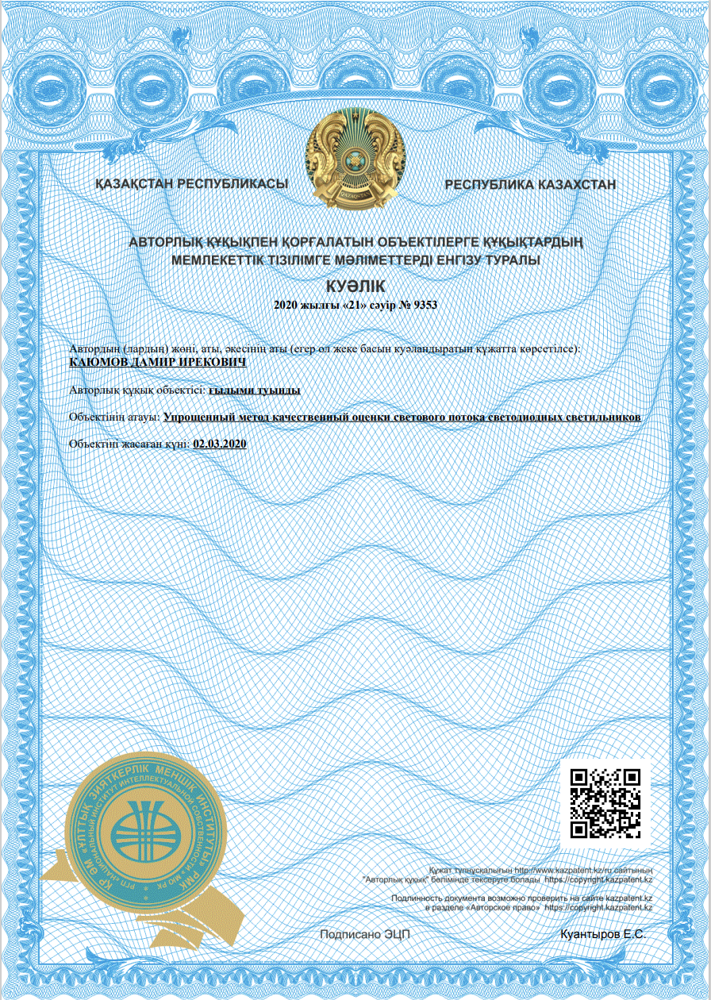 ҚАЗАҚСТАН РЕСПУБЛИКАСЫ
РЕСПУБЛИКА КАЗАХСТАН
QAZAQSTAN
АВТОРЛЫҚ ҚҰҚЫҚПЕН ҚОРҒАЛАТЫН ОБЪЕКТІЛЕРГЕ ҚҰҚЫҚТАРДЫҢ
МЕМЛЕКЕТТІК ТІЗІЛІМГЕ МӘЛІМЕТТЕРДІ ЕНГІЗУ ТУРАЛЫ
КУӘЛІК
2020 жылғы «21» сәуір № 9353
Автордың (лардың) жөні, аты, әкесінің аты (егер ол жеке басын куәландыратын құжатта көрсетілсе):
КАЮМОВ ДАМИР ИРЕКОВИЧ
Авторлық құқық объектісі: ғылыми туынды
Объектінің атауы: Упрощенный метод качественный оценки светового потока светодиодных светильников
Объектіні жасаған күні: 02.03.2020
ҚР ӘМ «ҰЛТТЫҚ ЗИЯТКЕРЛІК МЕНШІК ИНСТИТУТЫ» РМК
РГП «НАЦИОНАЛЬНЫЙ ИНСТИТУТ ИНТЕЛЛЕКТУАЛЬНОЙ СОБСТВЕННОСТИ» МЮ РК
Құжат түпнұсқалығын http://www.kazpatent.kz/ru сайтының
"Авторлық құқық" бөлімінде тексеруге болады https://copyright.kazpatent.kz
Подлинность документа возможно проверить на сайте kazpatent.kz
в разделе «Авторское право» https://copyright.kazpatent.kz
Подписано ЭЦП
Куантыров Е.С.